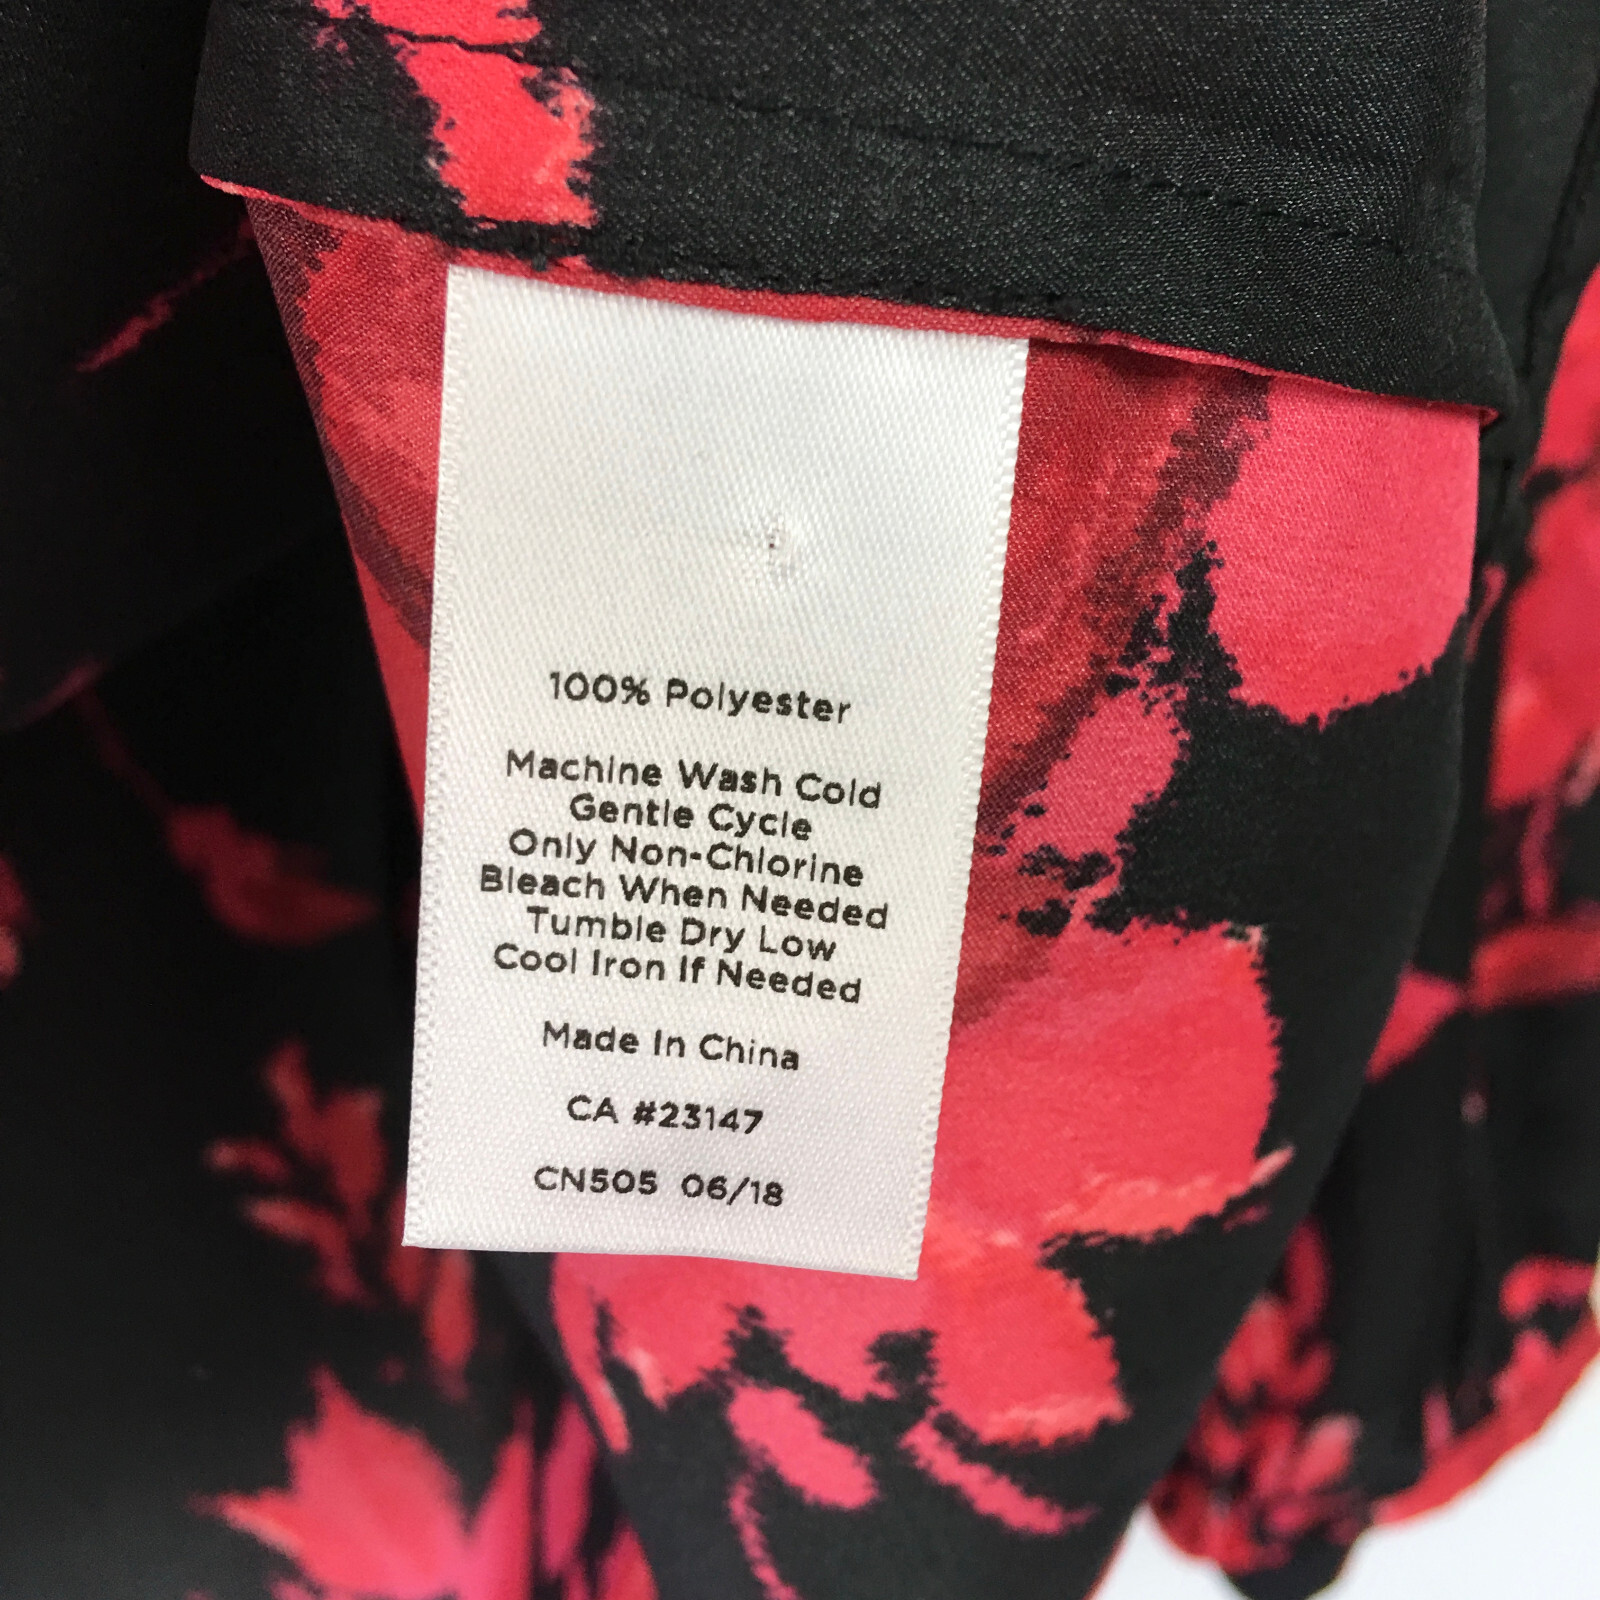 100% Polyester
Machine Wash Cold
Gentle Cycle
Only Non-Chlorine
Bleach When Needed
Tumble Dry Low
Cool Iron If Needed
Made In China
CA #23147
CN505 06/18